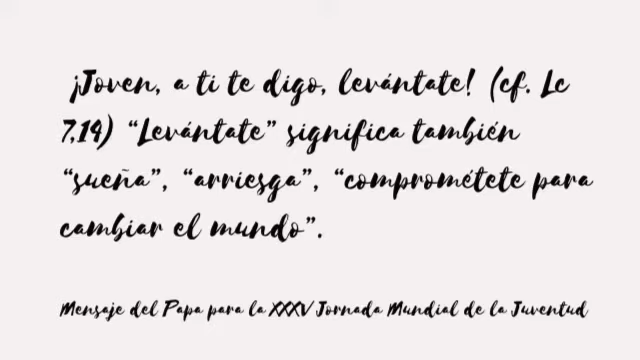 ¡Joven, a ti te digo, levántate! (cf. Lc
7,14) “Levántate” significa también
“sueña”, “arriesga”, “comprométete para
cambiar el mundo”.
Mensaje del Papa para la XXXV Jornada Mundial de la Juventud